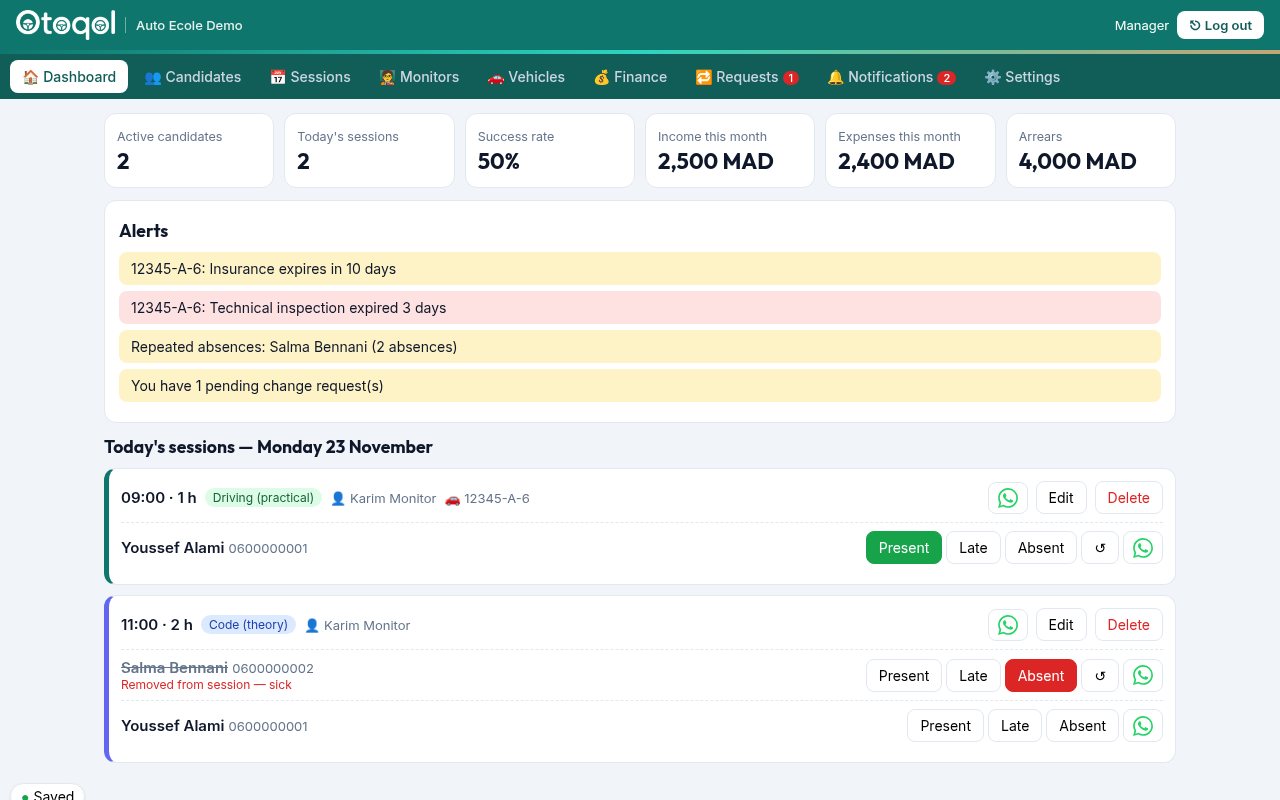 Otoqol Auto Ecole Demo Manager ⎋ Log out
🏠 Dashboard 👥 Candidates 📅 Sessions 🧑‍🏫 Monitors 🚗 Vehicles 💰 Finance 🔁 Requests 1 🔔 Notifications 2 ⚙️ Settings
Active candidates Today's sessions Success rate Income this month Expenses this month Arrears
2 2 50% 2,500 MAD 2,400 MAD 4,000 MAD
Alerts
12345-A-6: Insurance expires in 10 days
12345-A-6: Technical inspection expired 3 days
Repeated absences: Salma Bennani (2 absences)
You have 1 pending change request(s)
Today's sessions — Monday 23 November
09:00 · 1 h Driving (practical) 👤 Karim Monitor 🚗 12345-A-6 Edit Delete
Youssef Alami 0600000001 Present Late Absent ↺
11:00 · 2 h Code (theory) 👤 Karim Monitor Edit Delete
Salma Bennani 0600000002 Present Late Absent ↺
Removed from session — sick
Youssef Alami 0600000001 Present Late Absent
● Saved